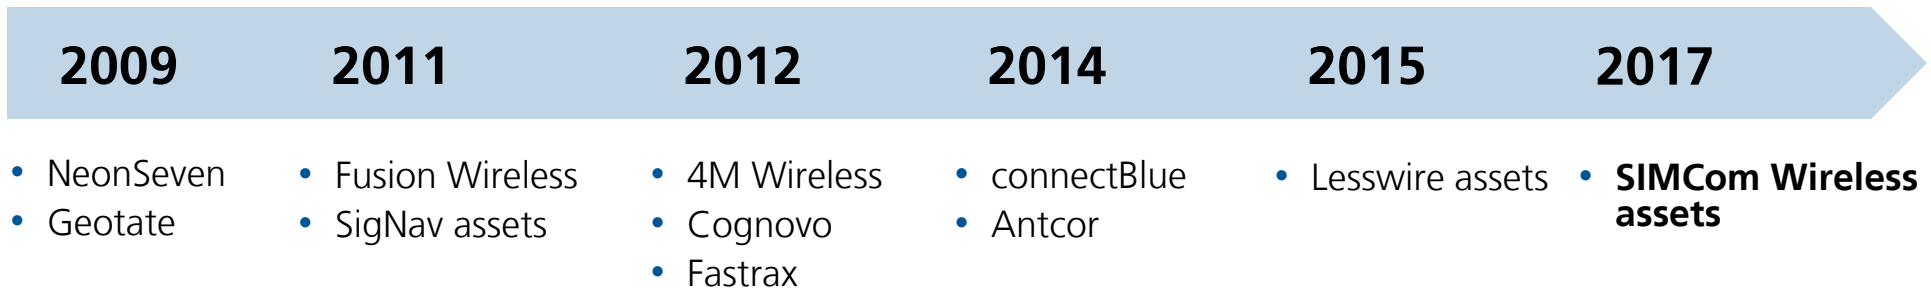 2009 2011 2012 2014 2015 2017
• NeonSeven
• Geotate
• Fusion Wireless
• SigNav assets
• 4M Wireless
• Cognovo
• Fastrax
• connectBlue
• Antcor
• Lesswire assets
• SIMCom Wireless
assets